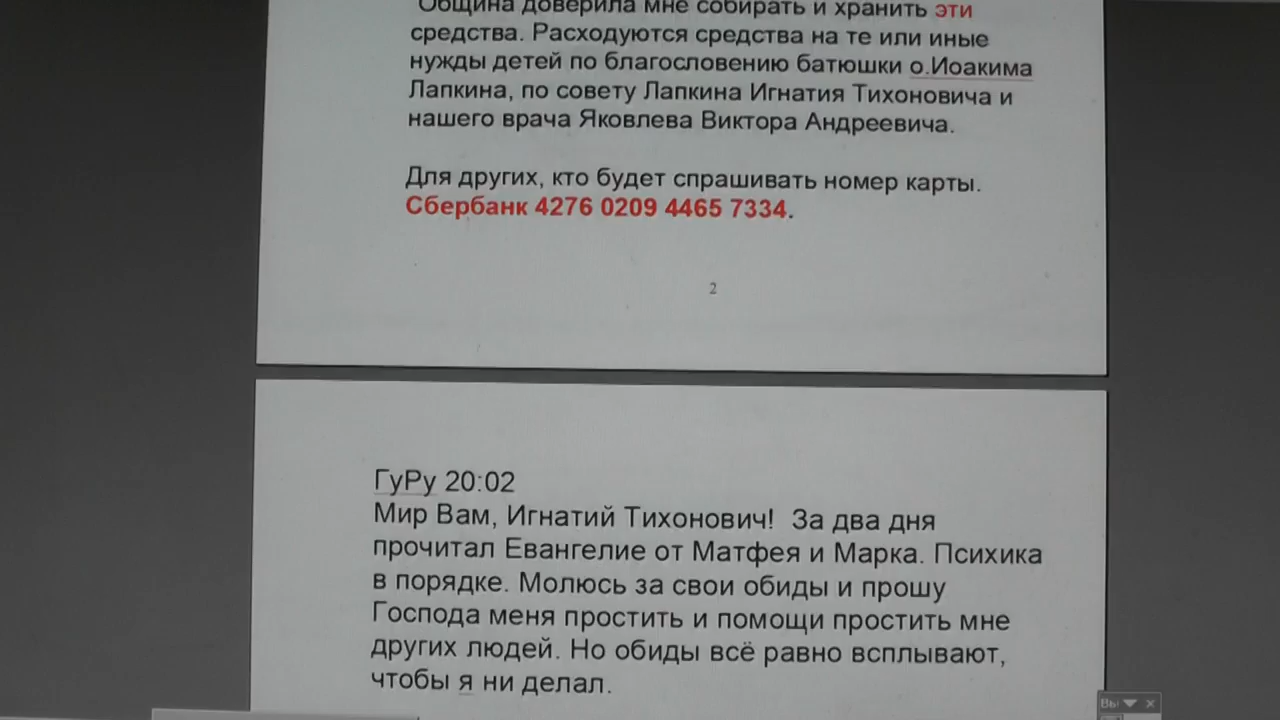 Община доверила мне собирать и хранить эти
средства. Расходуются средства на те или иные
нужды детей по благословению батюшки о.Иоакима
Лапкина, по совету Лапкина Игнатия Тихоновича и
нашего врача Яковлева Виктора Андреевича.
Для других, кто будет спрашивать номер карты.
Сбербанк 4276 0209 4465 7334.
2
ГуРу 20:02
Мир Вам, Игнатий Тихонович! За два дня
прочитал Евангелие от Матфея и Марка. Психика
в порядке. Молюсь за свои обиды и прошу
Господа меня простить и помощи простить мне
других людей. Но обиды всё равно всплывают,
чтобы я ни делал.